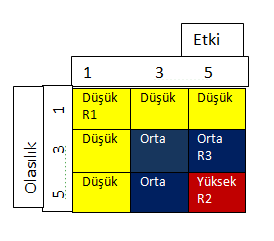 Etki
1 3 5
Olasılık
1 Düşük Düşük Düşük
R1
3 Düşük Orta Orta
R3
5 Düşük Orta Yüksek
R2